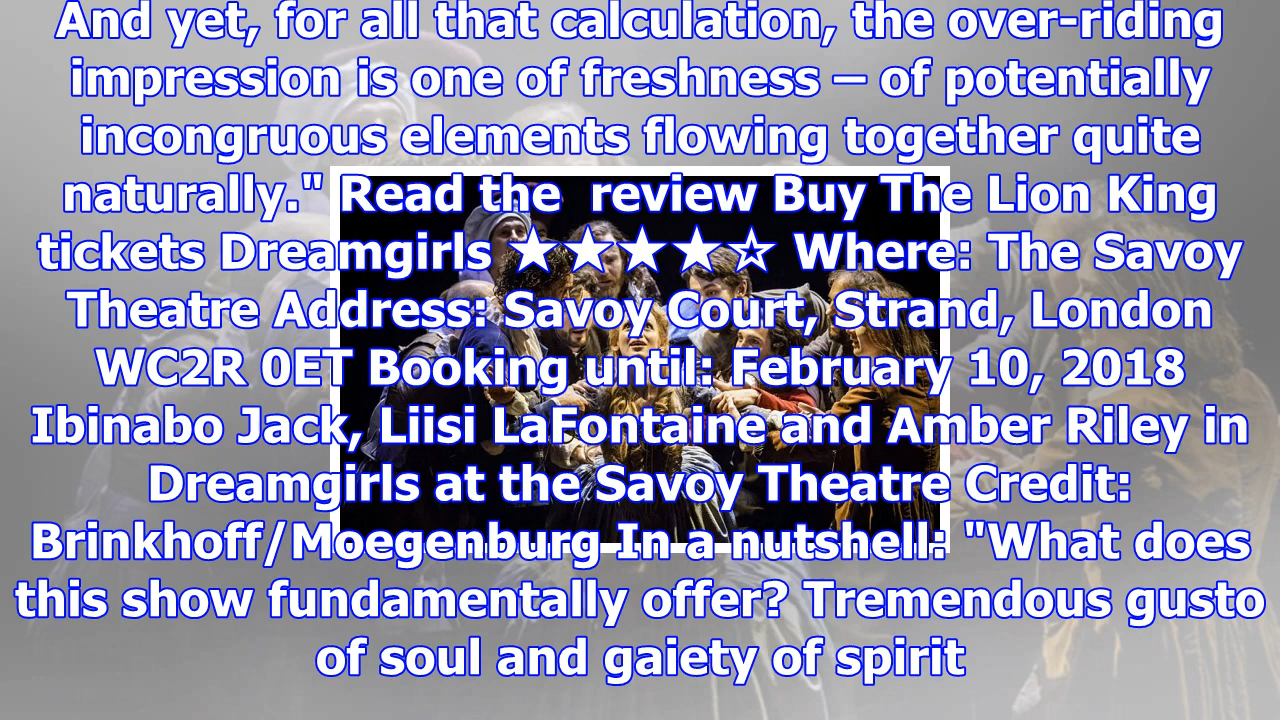 And yet, for all that calculation, the over-riding
impression is one of freshness – of potentially
incongruous elements flowing together quite
naturally." Read the  review Buy The Lion King
tickets Dreamgirls ★★★★☆ Where: The Savoy
Theatre Address: Savoy Court, Strand, London
WC2R 0ET Booking until: February 10, 2018
Ibinabo Jack, Liisi LaFontaine and Amber Riley in
Dreamgirls at the Savoy Theatre Credit:
Brinkhoff/Moegenburg In a nutshell: "What does
this show fundamentally offer? Tremendous gusto
of soul and gaiety of spirit